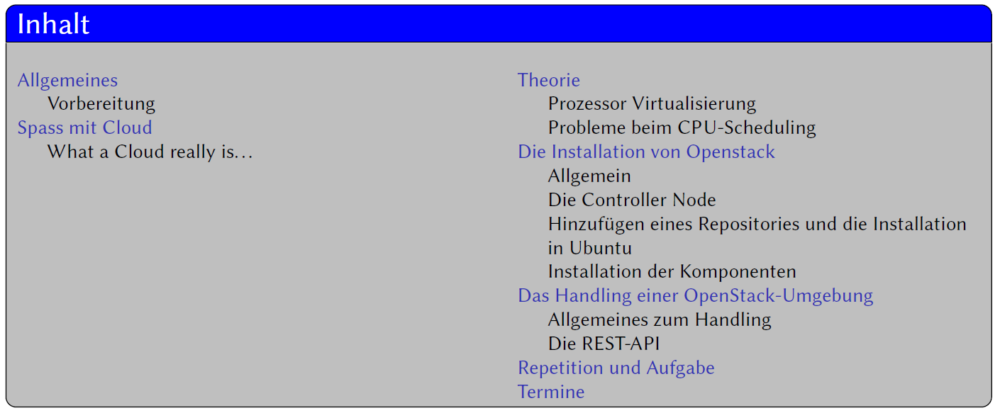 Inhalt
Allgemeines
Vorbereitung
Spass mit Cloud
What a Cloud really is…
Theorie
Prozessor Virtualisierung
Probleme beim CPU-Scheduling
Die Installation von Openstack
Allgemein
Die Controller Node
Hinzufügen eines Repositories und die Installation
in Ubuntu
Installation der Komponenten
Das Handling einer OpenStack-Umgebung
Allgemeines zum Handling
Die REST-API
Repetition und Aufgabe
Termine